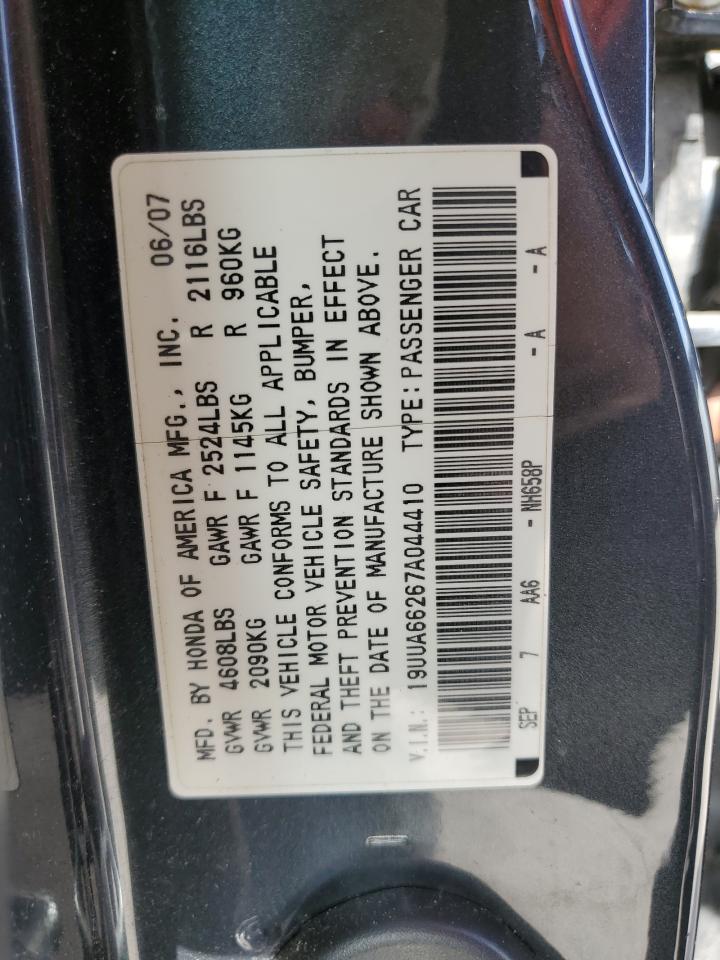 MFD. BY HONDA OF AMERICA MFG., INC. 06/07
GVWR 4608LBS GAWR F 2524LBS R 2116LBS
GVWR 2090KG GAWR F 1145KG R 960KG
THIS VEHICLE CONFORMS TO ALL APPLICABLE
FEDERAL MOTOR VEHICLE SAFETY, BUMPER,
AND THEFT PREVENTION STANDARDS IN EFFECT
ON THE DATE OF MANUFACTURE SHOWN ABOVE.
V.I.N.: 19UUA66267A044410 TYPE:PASSENGER CAR
SEP 7 AA6 - NH658P - A - A